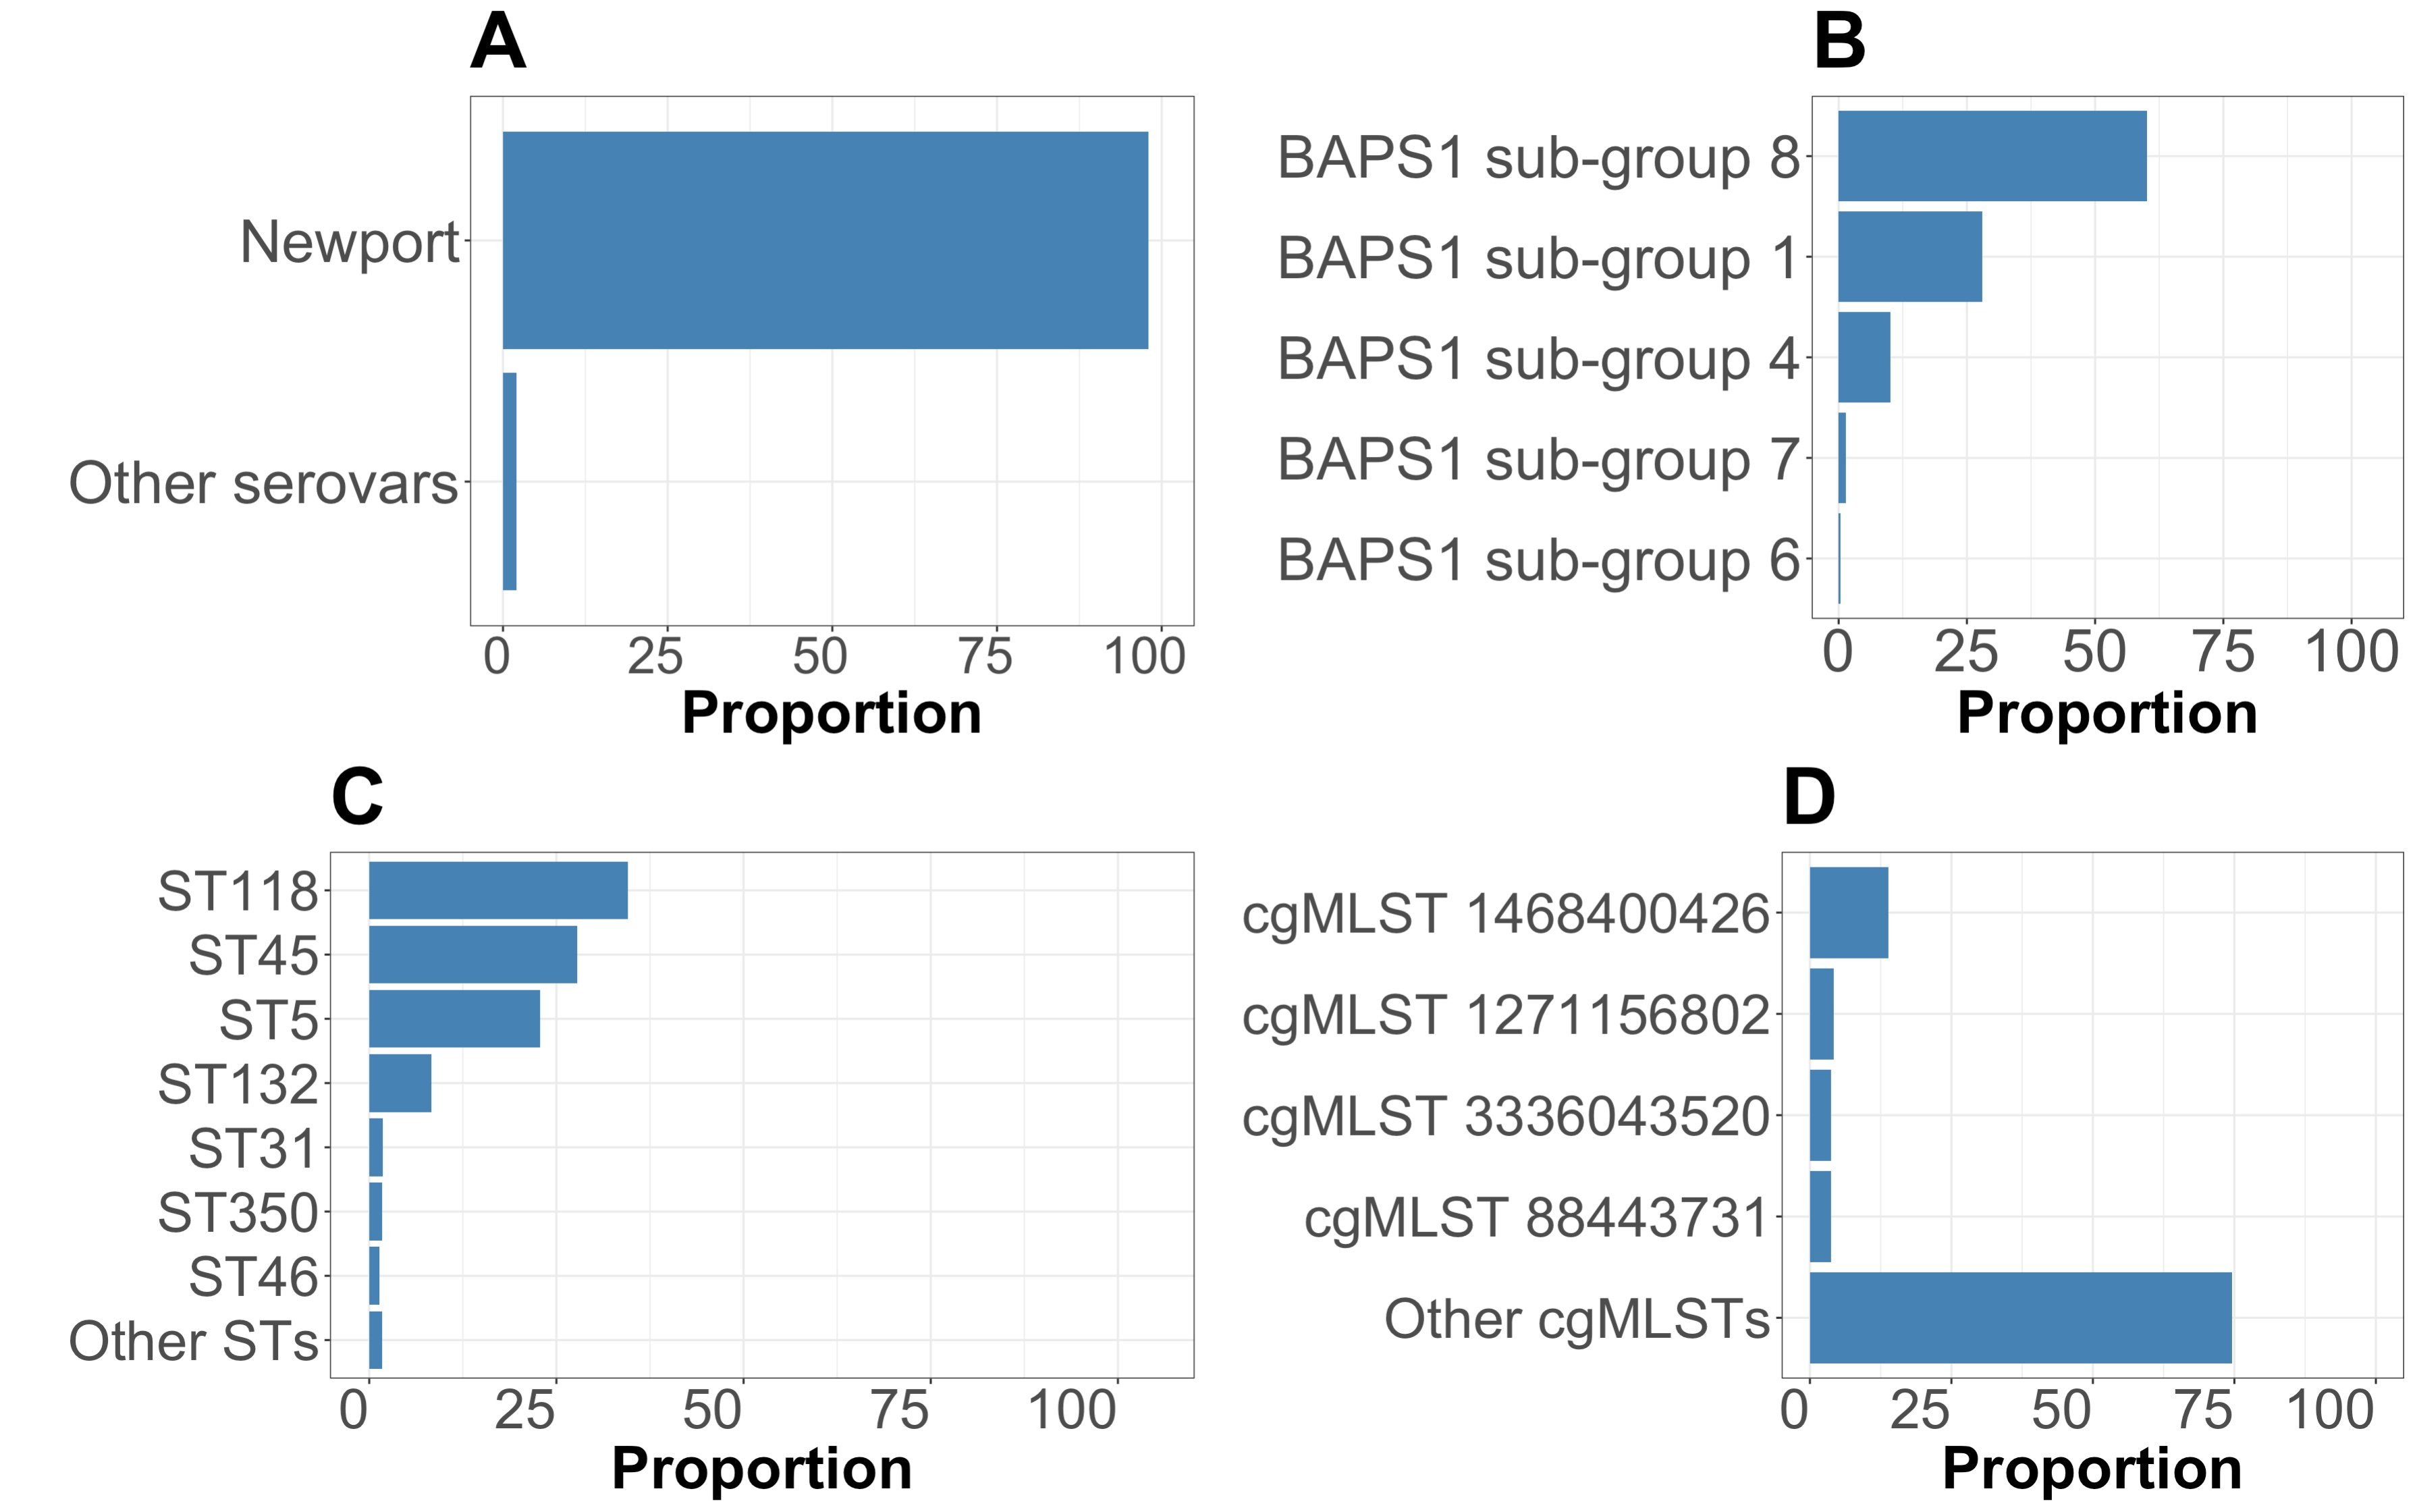 A
Newport
Other serovars
0 25 50 75 100
Proportion
B
BAPS1 sub-group 8
BAPS1 sub-group 1
BAPS1 sub-group 4
BAPS1 sub-group 7
BAPS1 sub-group 6
0 25 50 75 100
Proportion
C
ST118
ST45
ST5
ST132
ST31
ST350
ST46
Other STs
0 25 50 75 100
Proportion
D
cgMLST 1468400426
cgMLST 1271156802
cgMLST 3336043520
cgMLST 88443731
Other cgMLSTs
0 25 50 75 100
Proportion